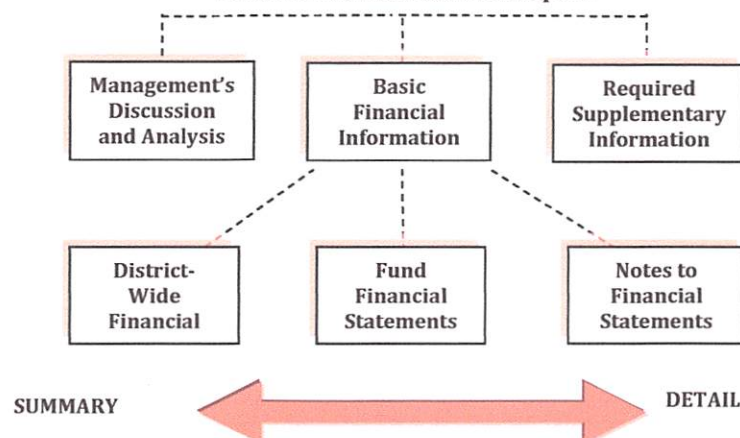 Management's
Discussion
and Analysis
Basic
Financial
Information
Required
Supplementary
Information
District-
Wide
Financial
Fund
Financial
Statements
Notes to
Financial
Statements
SUMMARY
DETAIL